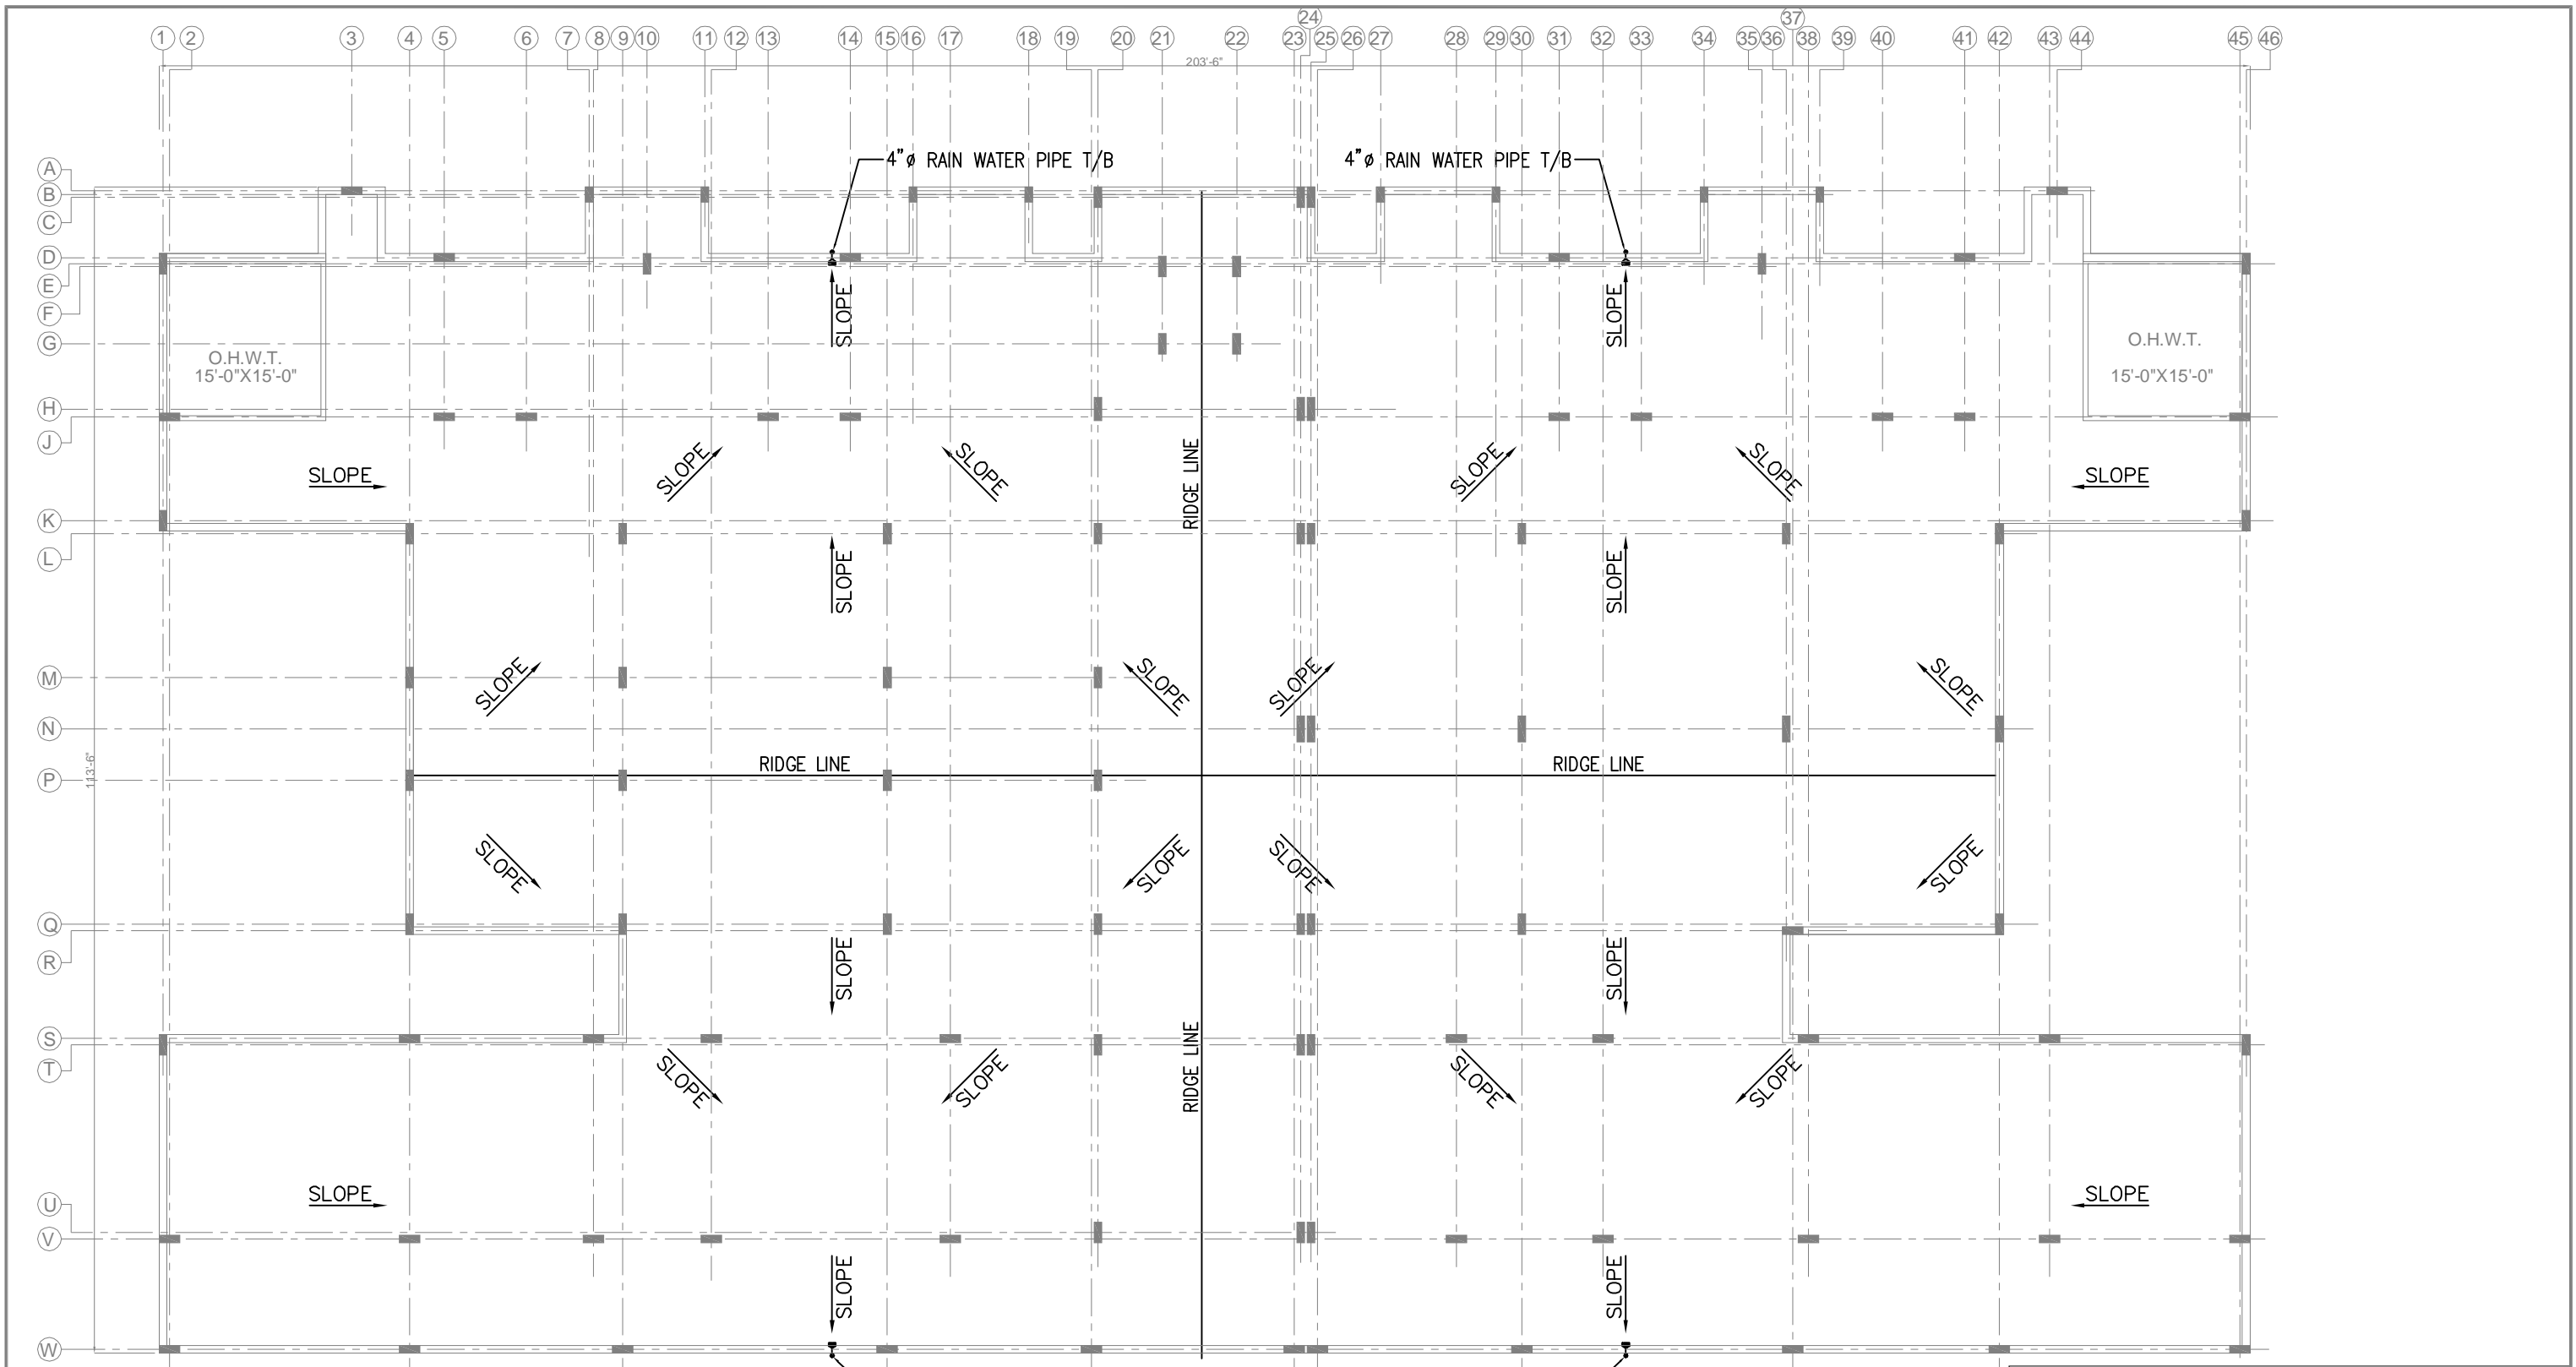 24 37
1 2 3 4 5 6 7 8 9 10 11 12 13 14 15 16 17 18 19 20 21 22 23 25 26 27 28 29 30 31 32 33 34 35 36 38 39 40 41 42 43 44 45 46
203'-6"
4"ø RAIN WATER PIPE T/B 4"ø RAIN WATER PIPE T/B
A
B
C
D
E
F
SLOPE SLOPE
G
O.H.W.T. O.H.W.T.
15'-0"X15'-0" 15'-0"X15'-0"
H
J
SLOPE SLOPE SLOPE SLOPE SLOPE SLOPE
RIDGE LINE
K
L
SLOPE SLOPE
M
SLOPE SLOPE SLOPE SLOPE
N
RIDGE LINE RIDGE LINE
P
113'-6"
SLOPE SLOPE SLOPE SLOPE
Q
R
SLOPE SLOPE
S
T
RIDGE LINE
SLOPE SLOPE SLOPE SLOPE
SLOPE SLOPE
U
V
SLOPE SLOPE
W